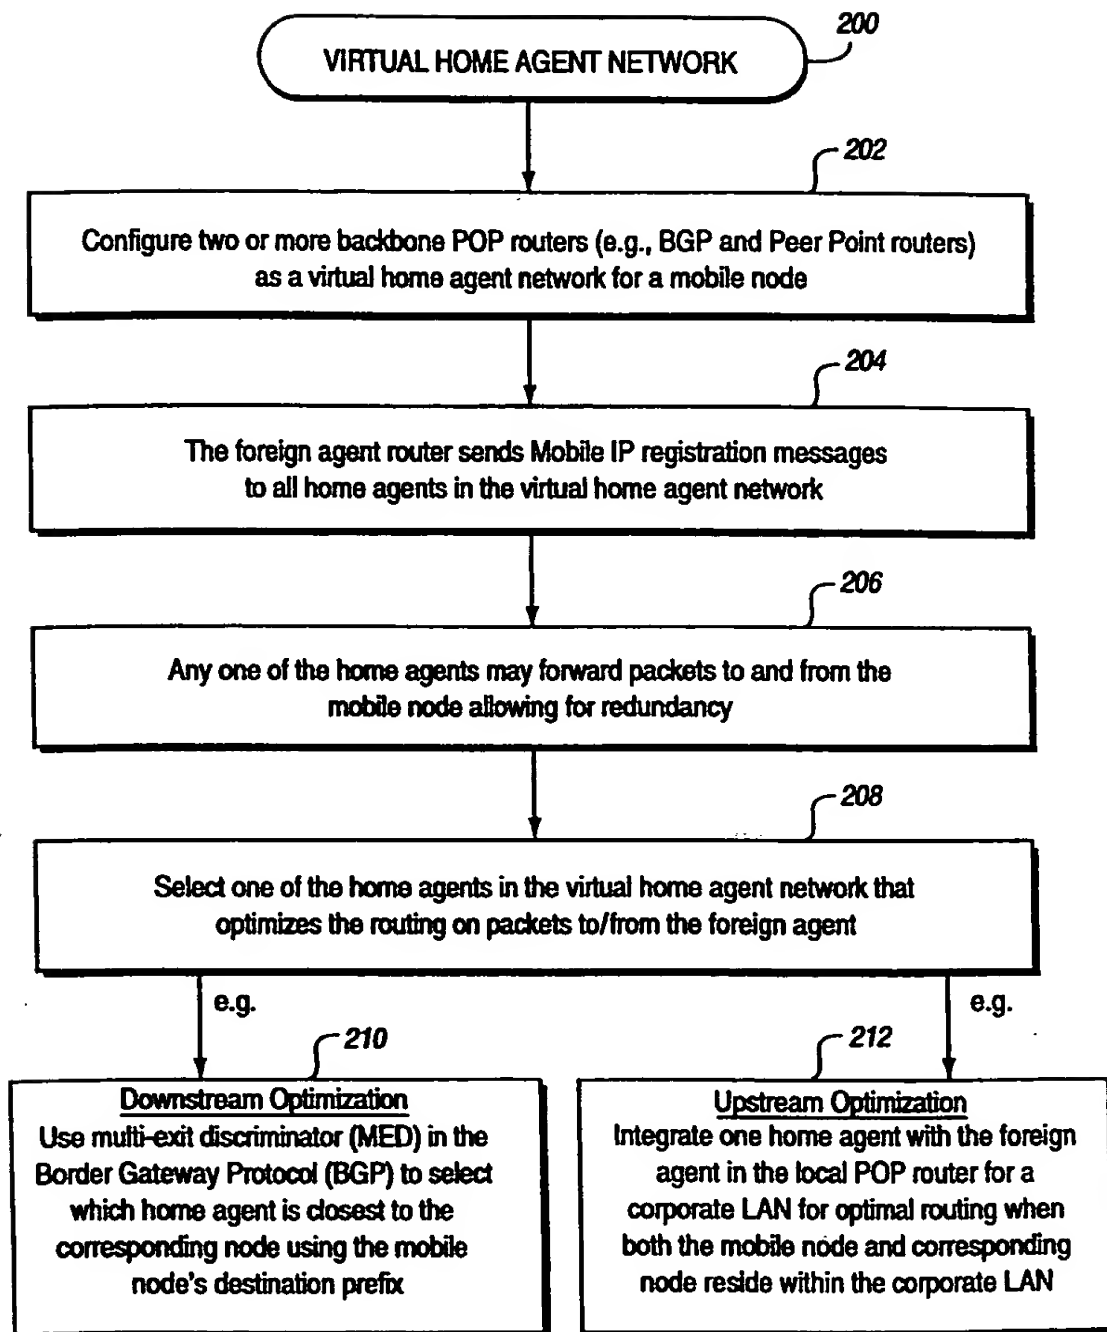 200
VIRTUAL HOME AGENT NETWORK
202
Configure two or more backbone POP routers (e.g., BGP and Peer Point routers)
as a virtual home agent network for a mobile node
204
The foreign agent router sends Mobile IP registration messages
to all home agents in the virtual home agent network
206
Any one of the home agents may forward packets to and from the
mobile node allowing for redundancy
208
Select one of the home agents in the virtual home agent network that
optimizes the routing on packets to/from the foreign agent
e.g.
e.g.
210
Downstream Optimization
Use multi-exit discriminator (MED) in the
Border Gateway Protocol (BGP) to select
which home agent is closest to the
corresponding node using the mobile
node's destination prefix
212
Upstream Optimization
Integrate one home agent with the foreign
agent in the local POP router for a
corporate LAN for optimal routing when
both the mobile node and corresponding
node reside within the corporate LAN